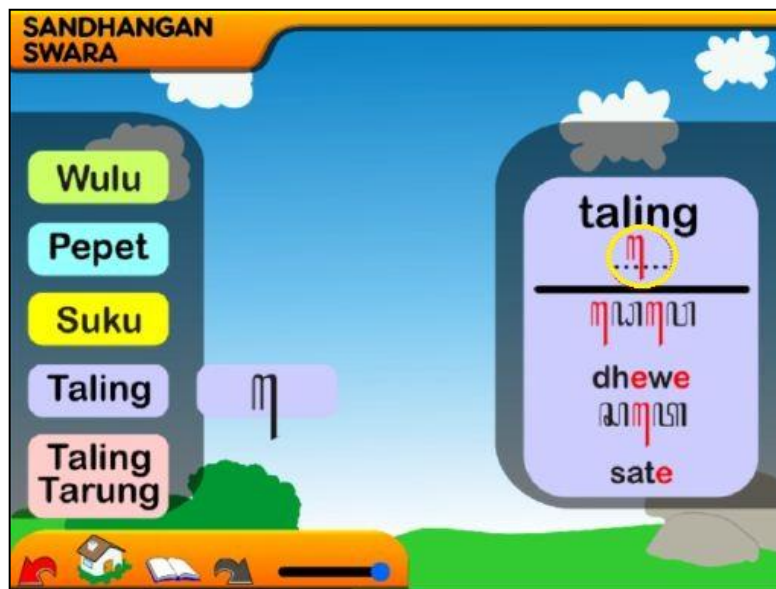 SANDHANGAN
SWARA
Wulu
Pepet
Suku
Taling
ꦺ
Taling
Tarung
taling
ꦺ
ꦝꦺꦮꦺ
dhewe
ꦱꦠꦺ
sate